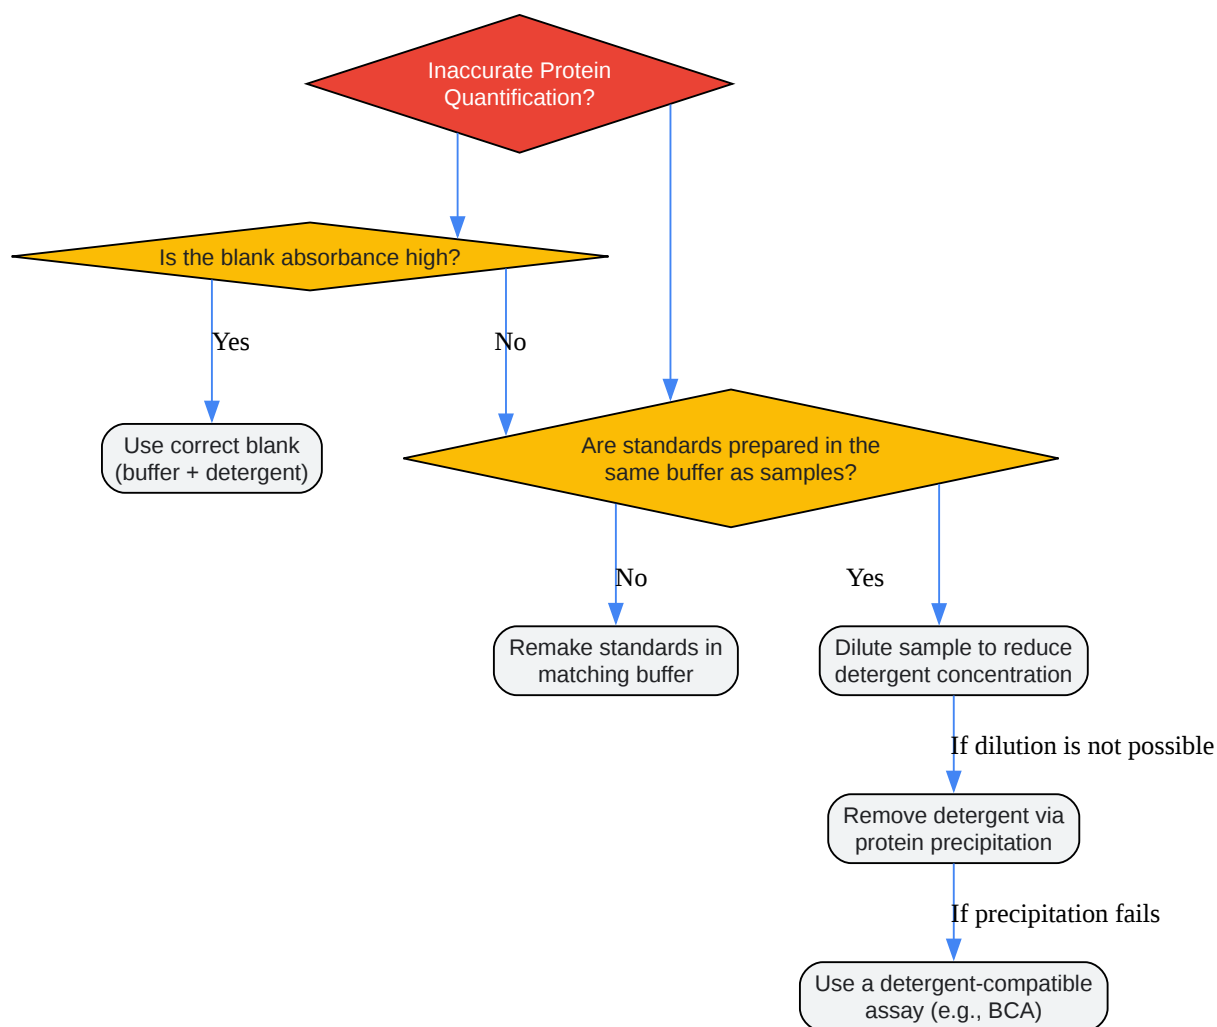 Inaccurate Protein
Quantification?
Is the blank absorbance high?
Yes
No
Use correct blank
(buffer + detergent)
Are standards prepared in the
same buffer as samples?
No
Yes
Remake standards in
matching buffer
Dilute sample to reduce
detergent concentration
If dilution is not possible
Remove detergent via
protein precipitation
If precipitation fails
Use a detergent-compatible
assay (e.g., BCA)